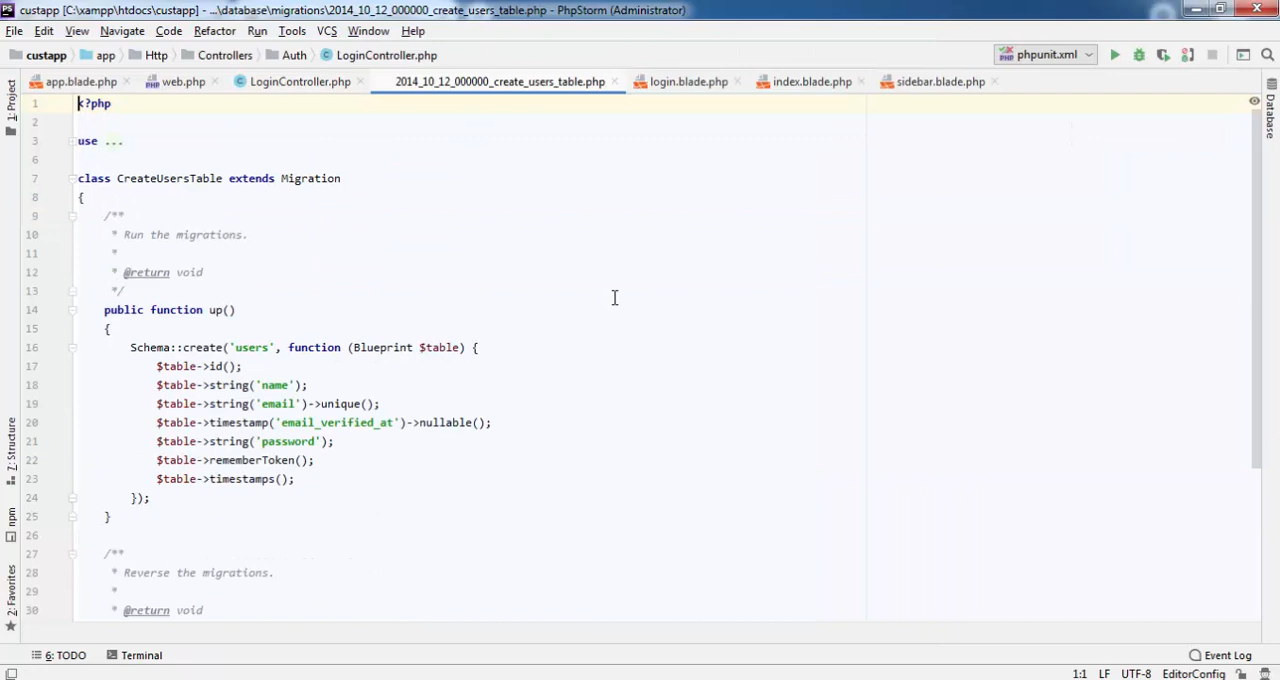 custapp [C:\xampp\htdocs\custapp] - ...\database\migrations\2014_10_12_000000_create_users_table.php - PhpStorm (Administrator)
File Edit View Navigate Code Refactor Run Tools VCS Window Help
custapp app Http Controllers Auth LoginController.php phpunit.xml
app.blade.php web.php LoginController.php 2014_10_12_000000_create_users_table.php login.blade.php index.blade.php sidebar.blade.php
1: Project
Database
1 <?php
2
3 use ...
6
7 class CreateUsersTable extends Migration
8 {
9 /**
10 * Run the migrations.
11 *
12 * @return void
13 */
14 public function up()
15 {
16 Schema::create('users', function (Blueprint $table) {
17 $table->id();
18 $table->string('name');
19 $table->string('email')->unique();
20 $table->timestamp('email_verified_at')->nullable();
21 $table->string('password');
22 $table->rememberToken();
23 $table->timestamps();
24 });
25 }
26
27 /**
28 * Reverse the migrations.
29 *
30 * @return void
Z: Structure
npm
2: Favorites
6: TODO Terminal Event Log
1:1 LF UTF-8 EditorConfig